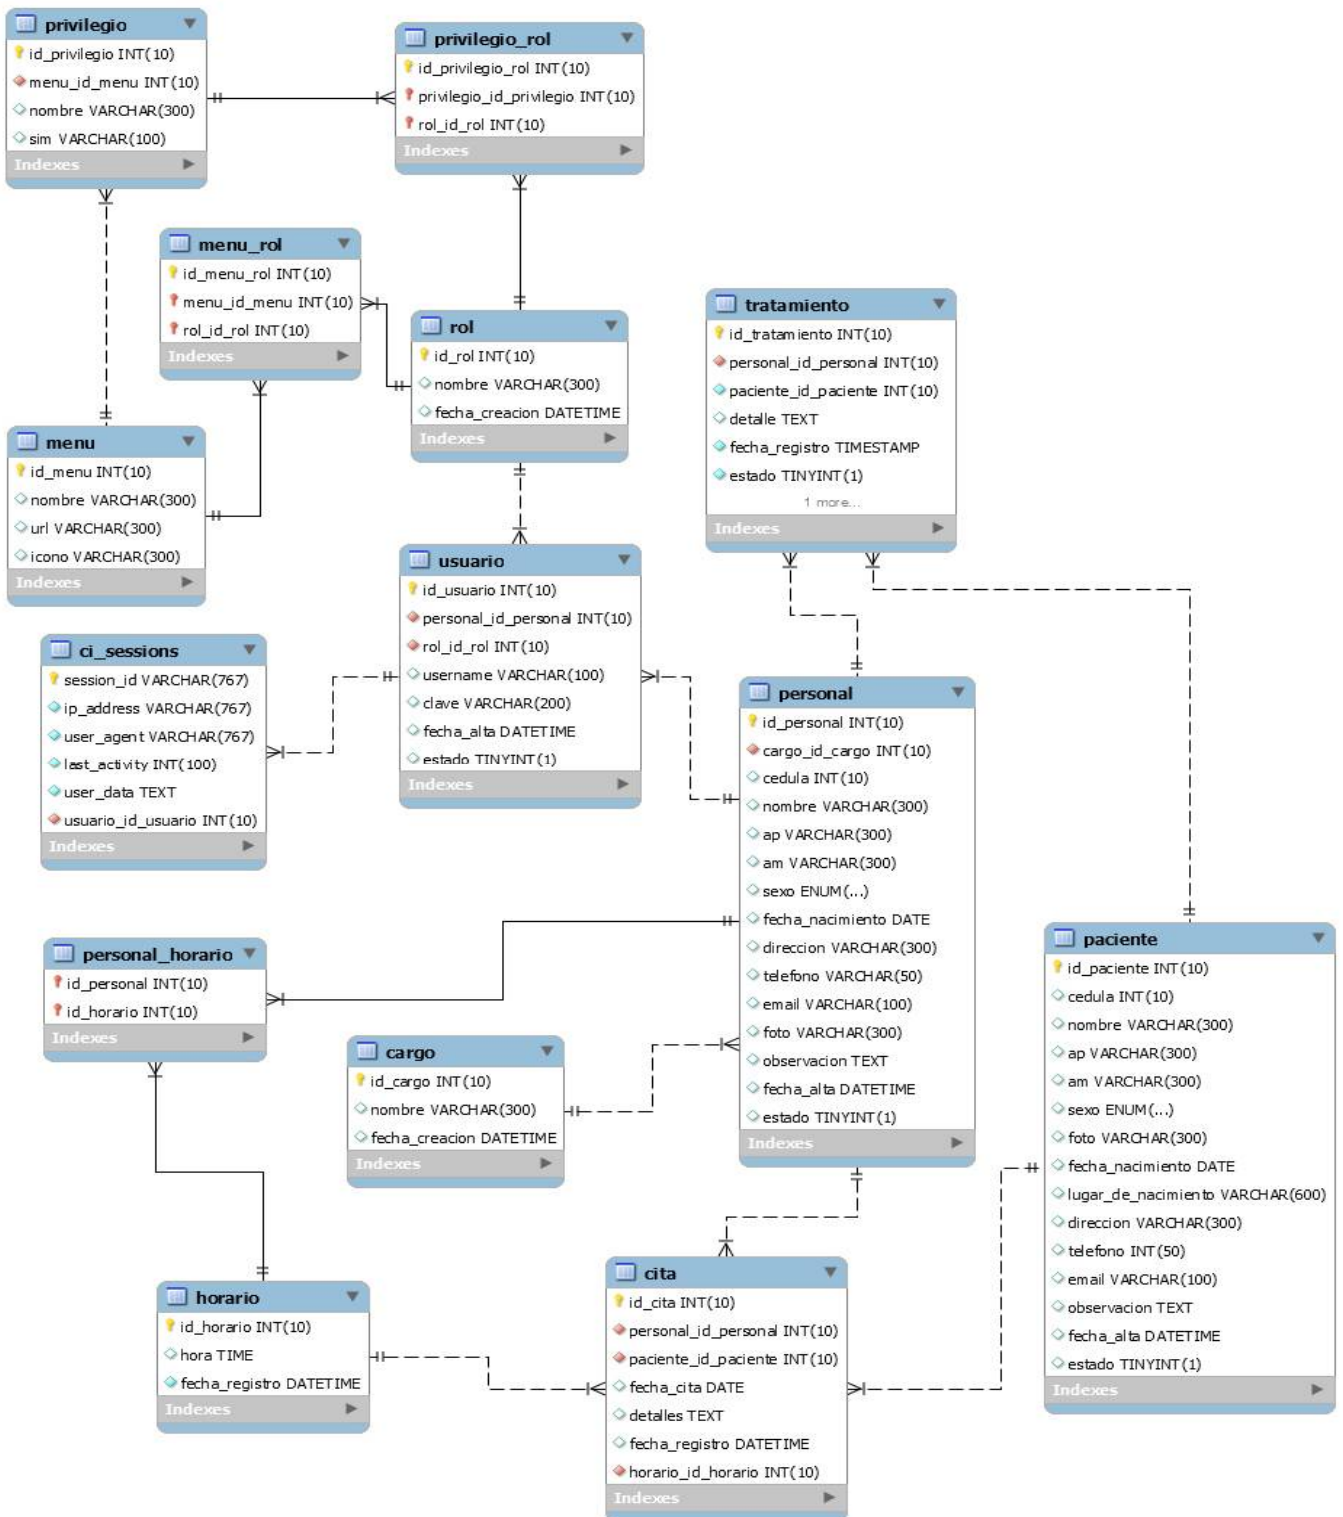 privilegio
id_privilegio INT(10)
menu_id_menu INT(10)
nombre VARCHAR(300)
sim VARCHAR(100)
Indexes
privilegio_rol
id_privilegio_rol INT(10)
privilegio_id_privilegio INT(10)
rol_id_rol INT(10)
Indexes
menu_rol
id_menu_rol INT(10)
menu_id_menu INT(10)
rol_id_rol INT(10)
Indexes
rol
id_rol INT(10)
nombre VARCHAR(300)
fecha_creacion DATETIME
Indexes
tratamiento
id_tratamiento INT(10)
personal_id_personal INT(10)
paciente_id_paciente INT(10)
detalle TEXT
fecha_registro TIMESTAMP
estado TINYINT(1)
1 more...
Indexes
menu
id_menu INT(10)
nombre VARCHAR(300)
url VARCHAR(300)
icono VARCHAR(300)
Indexes
usuario
id_usuario INT(10)
personal_id_personal INT(10)
rol_id_rol INT(10)
username VARCHAR(100)
clave VARCHAR(200)
fecha_alta DATETIME
estado TINYINT(1)
Indexes
ci_sessions
session_id VARCHAR(767)
ip_address VARCHAR(767)
user_agent VARCHAR(767)
last_activity INT(100)
user_data TEXT
usuario_id_usuario INT(10)
Indexes
personal
id_personal INT(10)
cargo_id_cargo INT(10)
cedula INT(10)
nombre VARCHAR(300)
ap VARCHAR(300)
am VARCHAR(300)
sexo ENUM(...)
fecha_nacimiento DATE
direccion VARCHAR(300)
telefono VARCHAR(50)
email VARCHAR(100)
foto VARCHAR(300)
observacion TEXT
fecha_alta DATETIME
estado TINYINT(1)
Indexes
paciente
id_paciente INT(10)
cedula INT(10)
nombre VARCHAR(300)
ap VARCHAR(300)
am VARCHAR(300)
sexo ENUM(...)
foto VARCHAR(300)
fecha_nacimiento DATE
lugar_de_nacimiento VARCHAR(600)
direccion VARCHAR(300)
telefono INT(50)
email VARCHAR(100)
observacion TEXT
fecha_alta DATETIME
estado TINYINT(1)
Indexes
personal_horario
id_personal INT(10)
id_horario INT(10)
Indexes
cargo
id_cargo INT(10)
nombre VARCHAR(300)
fecha_creacion DATETIME
Indexes
horario
id_horario INT(10)
hora TIME
fecha_registro DATETIME
Indexes
cita
id_cita INT(10)
personal_id_personal INT(10)
paciente_id_paciente INT(10)
fecha_cita DATE
detalles TEXT
fecha_registro DATETIME
horario_id_horario INT(10)
Indexes